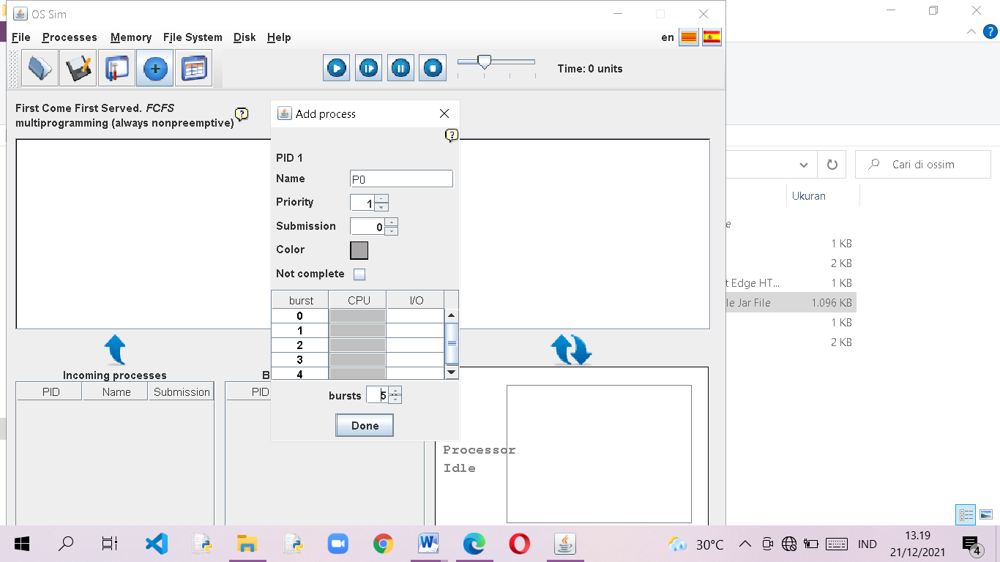 OS Sim
File Processes Memory File System Disk Help
en
?
Time: 0 units
First Come First Served. FCFS
multiprogramming (always nonpreemptive)
?
Add process
?
PID 1
Name P0
Priority 1
Submission 0
Color
Not complete
burst CPU I/O
0
1
2
3
4
bursts 5
Done
Incoming processes
PID Name Submission
B
PID
Processor
Idle
Cari di ossim
Ukuran
e
1 KB
2 KB
t Edge HT... 1 KB
le Jar File 1.096 KB
1 KB
2 KB
30°C
IND
13.19
21/12/2021
4